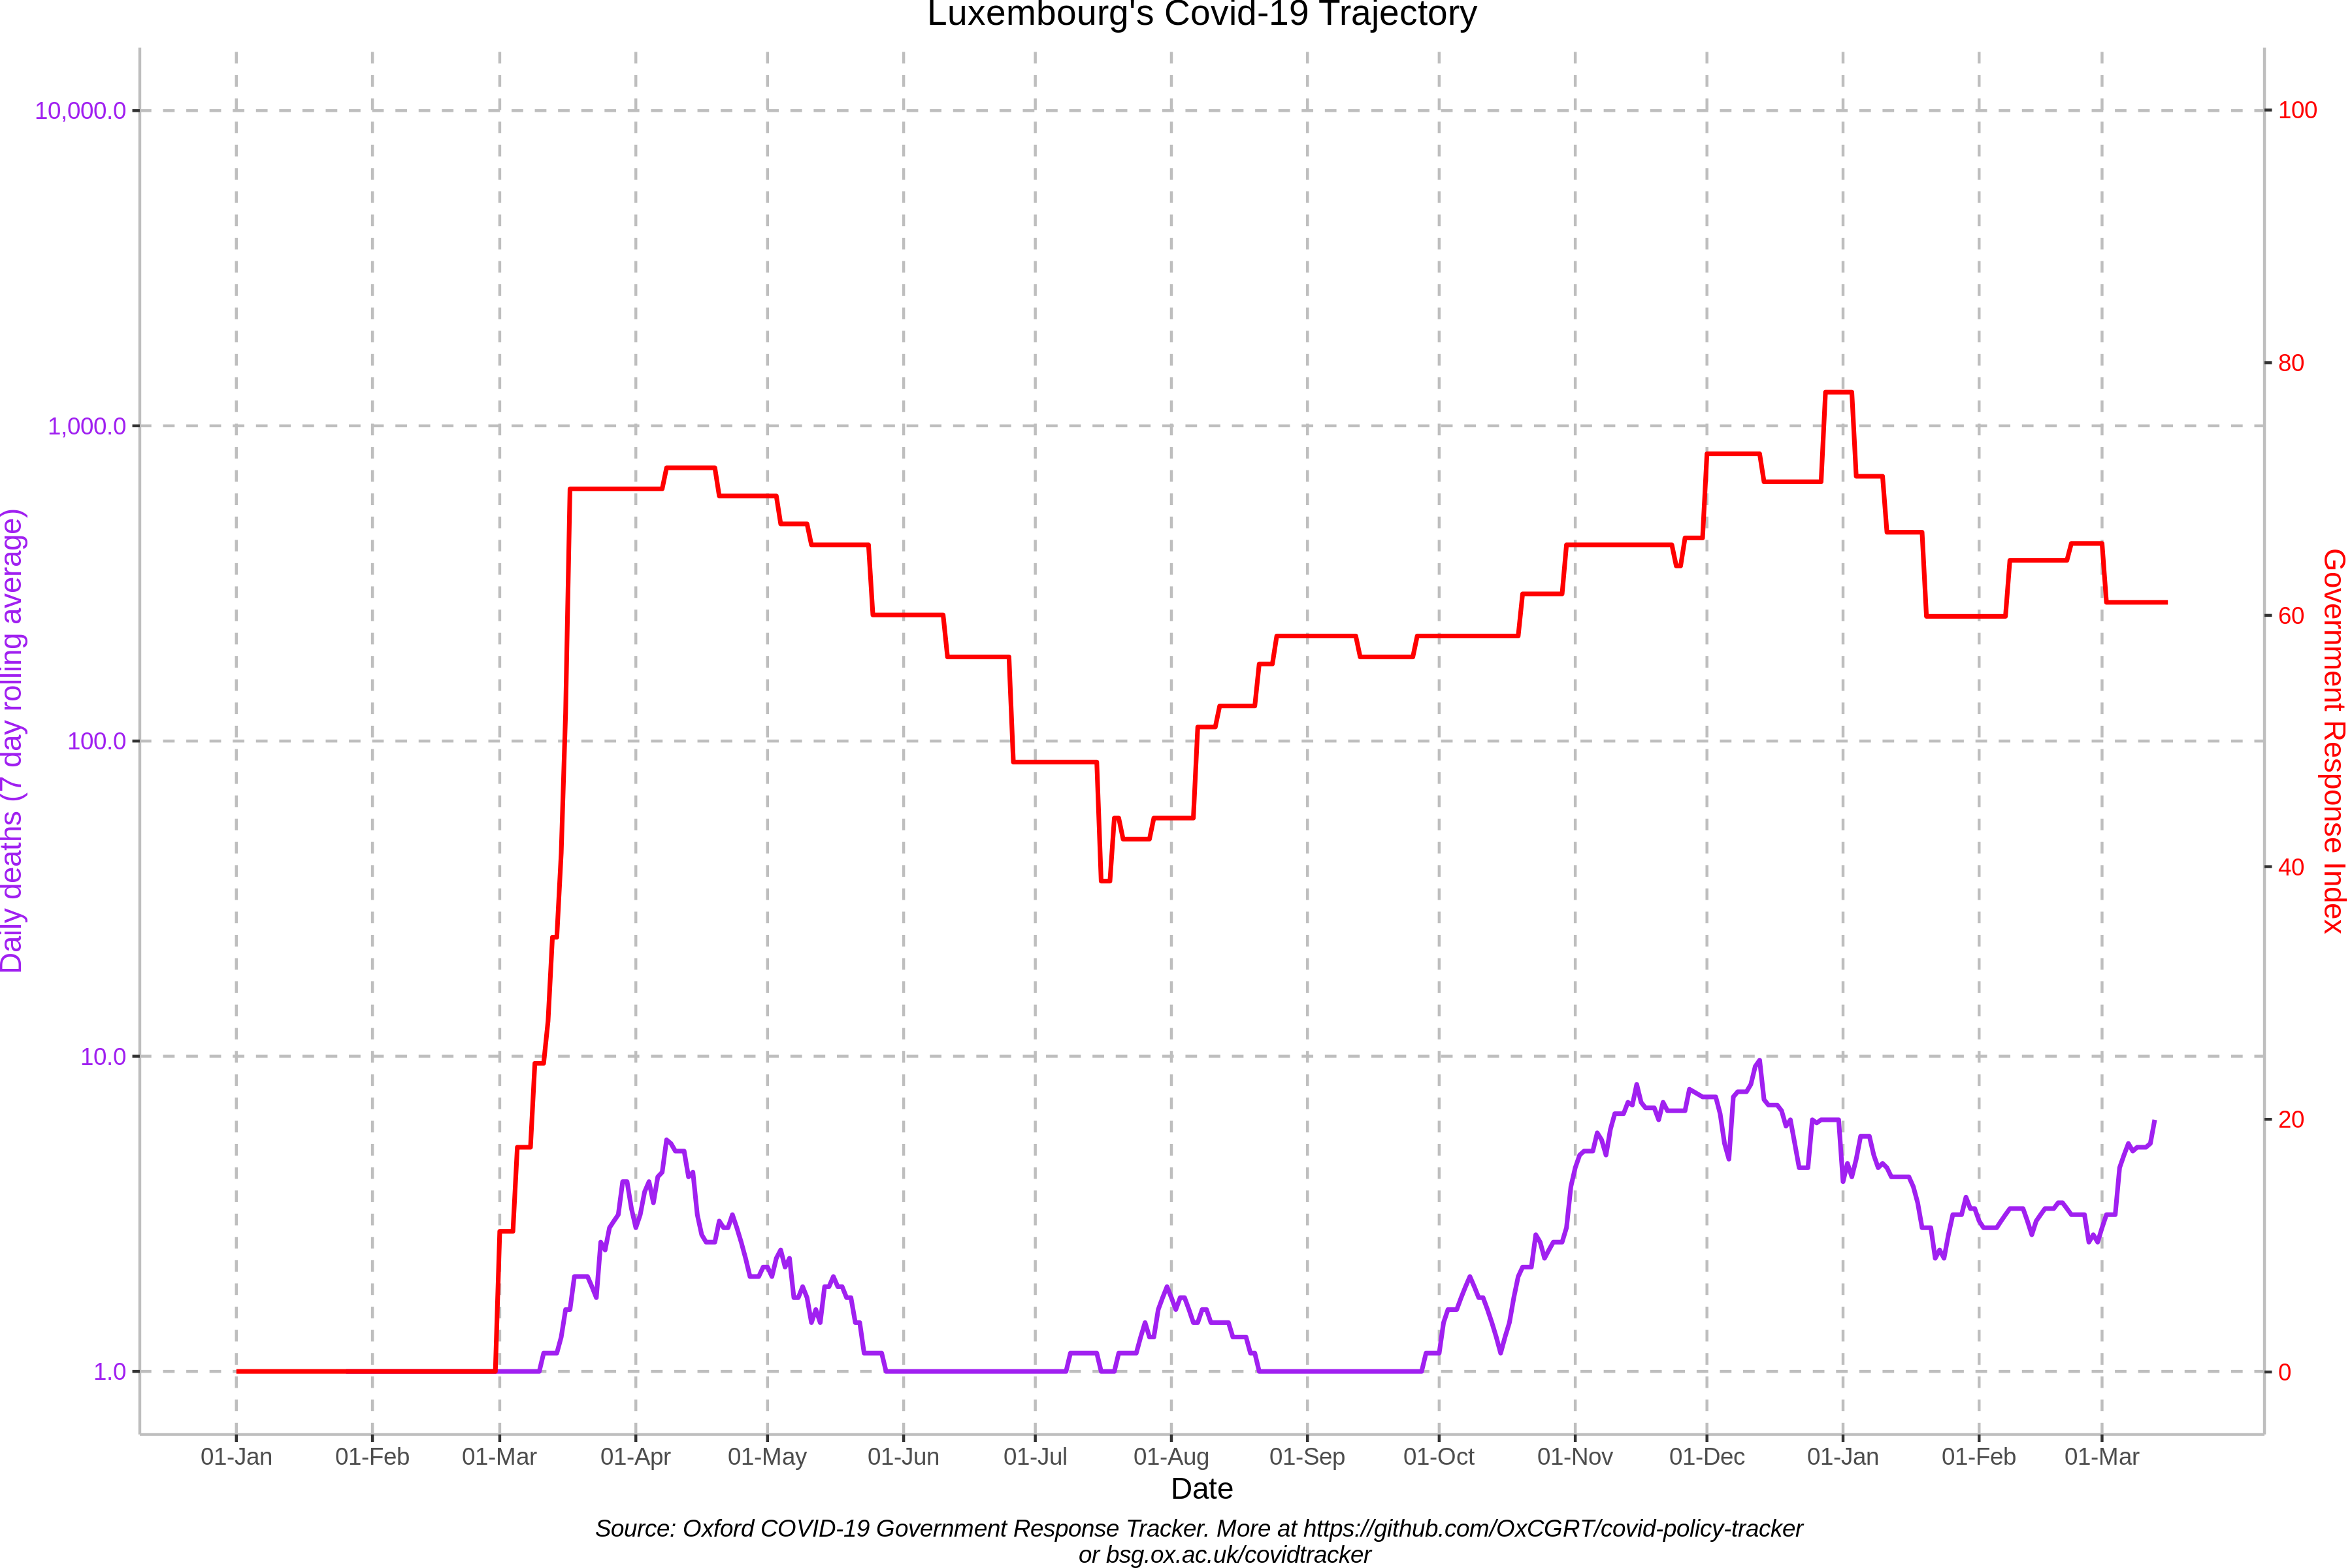 Luxembourg's Covid-19 Trajectory
10,000.0
1,000.0
100.0
10.0
1.0
Daily deaths (7 day rolling average)
100
80
60
40
20
0
Government Response Index
01-Jan 01-Feb 01-Mar 01-Apr 01-May 01-Jun 01-Jul 01-Aug 01-Sep 01-Oct 01-Nov 01-Dec 01-Jan 01-Feb 01-Mar
Date
Source: Oxford COVID-19 Government Response Tracker. More at https://github.com/OxCGRT/covid-policy-tracker
or bsg.ox.ac.uk/covidtracker